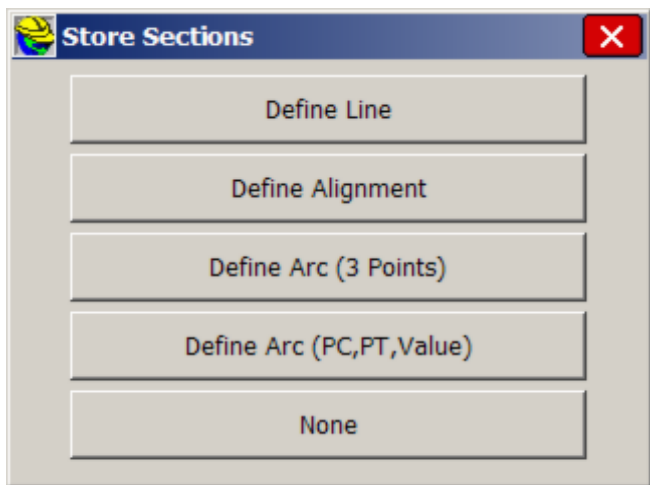 Store Sections
Define Line
Define Alignment
Define Arc (3 Points)
Define Arc (PC,PT,Value)
None